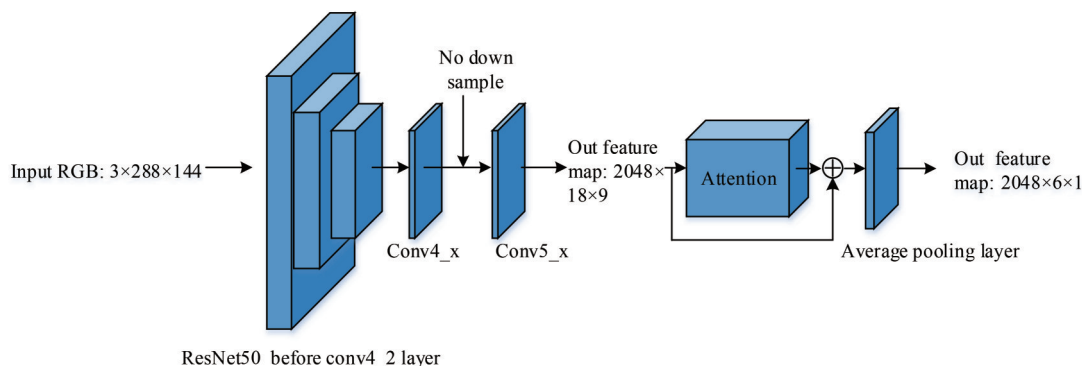 No down
sample
Input RGB: 3×288×144
Out feature
map: 2048×
18×9
Attention
Out feature
map: 2048×6×1
Conv4_x
Conv5_x
Average pooling layer
ResNet50 before conv4_2 layer